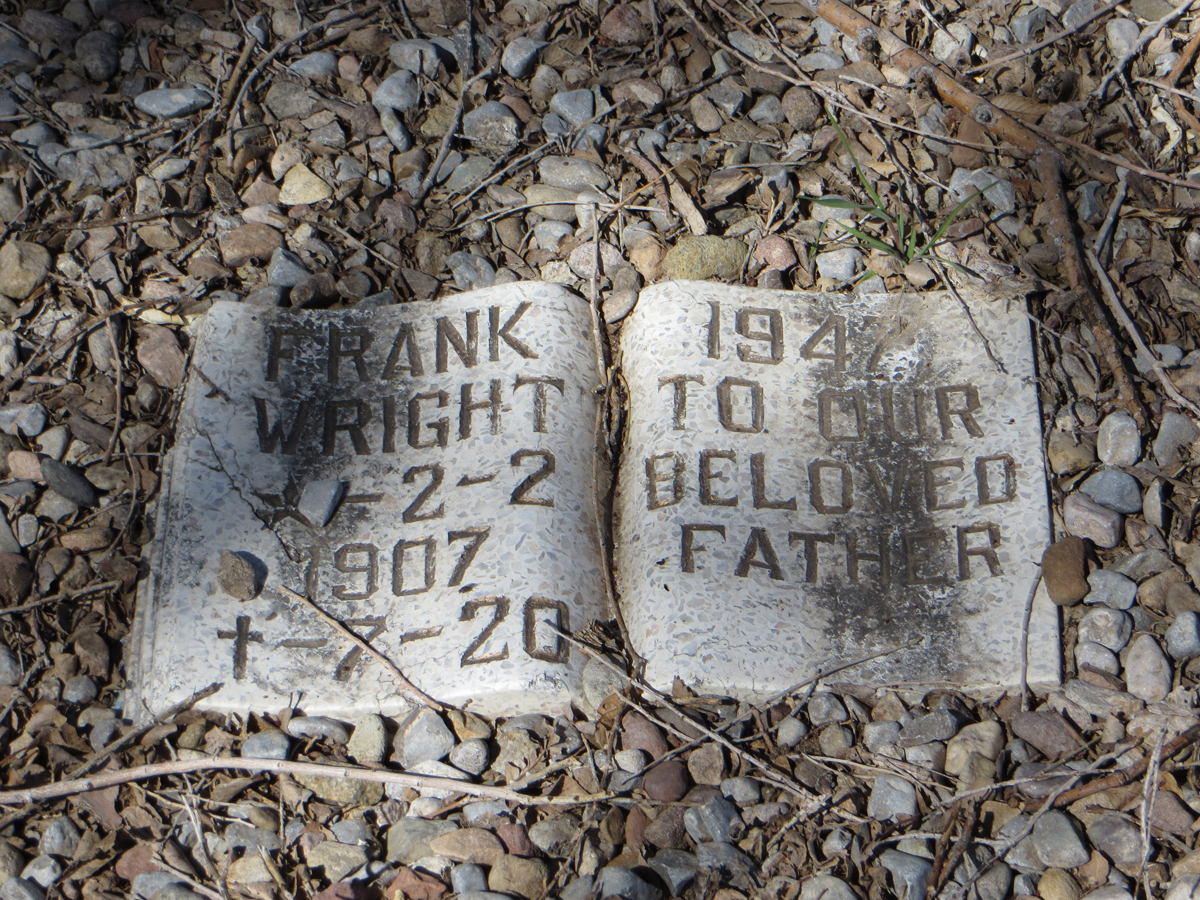 FRANK
WRIGHT
★-2-2
1907
✝-7-20
1947
TO OUR
BELOVED
FATHER